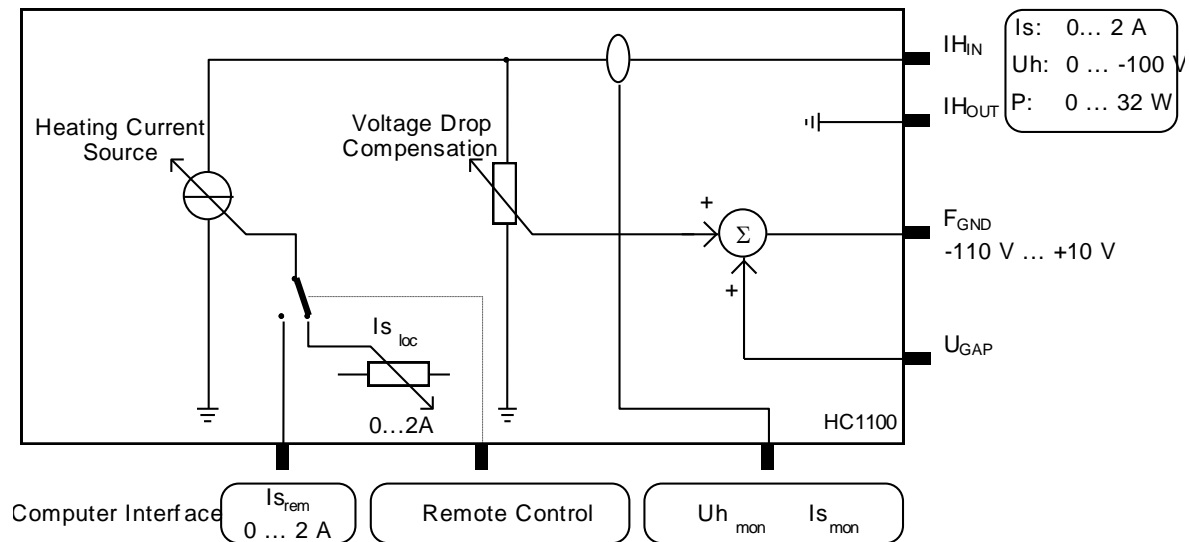 IH_IN
Is: 0... 2 A
Uh: 0 ... -100 V
IH_OUT
P: 0 ... 32 W
Heating Current
Source
Voltage Drop
Compensation
+
Σ
F_GND
-110 V ... +10 V
+
Is_loc
U_GAP
0...2A
HC1100
Computer Interface
Is_rem
0 ... 2 A
Remote Control
Uh_mon Is_mon